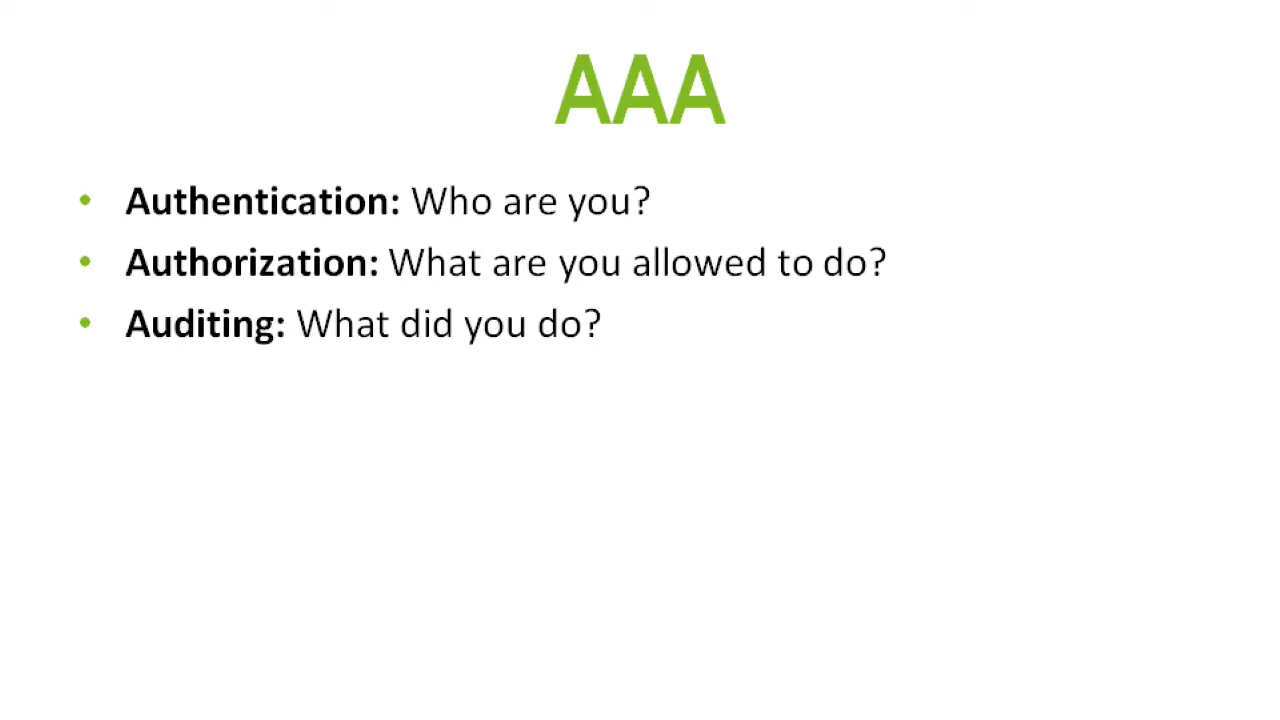 AAA
• Authentication: Who are you?
• Authorization: What are you allowed to do?
• Auditing: What did you do?